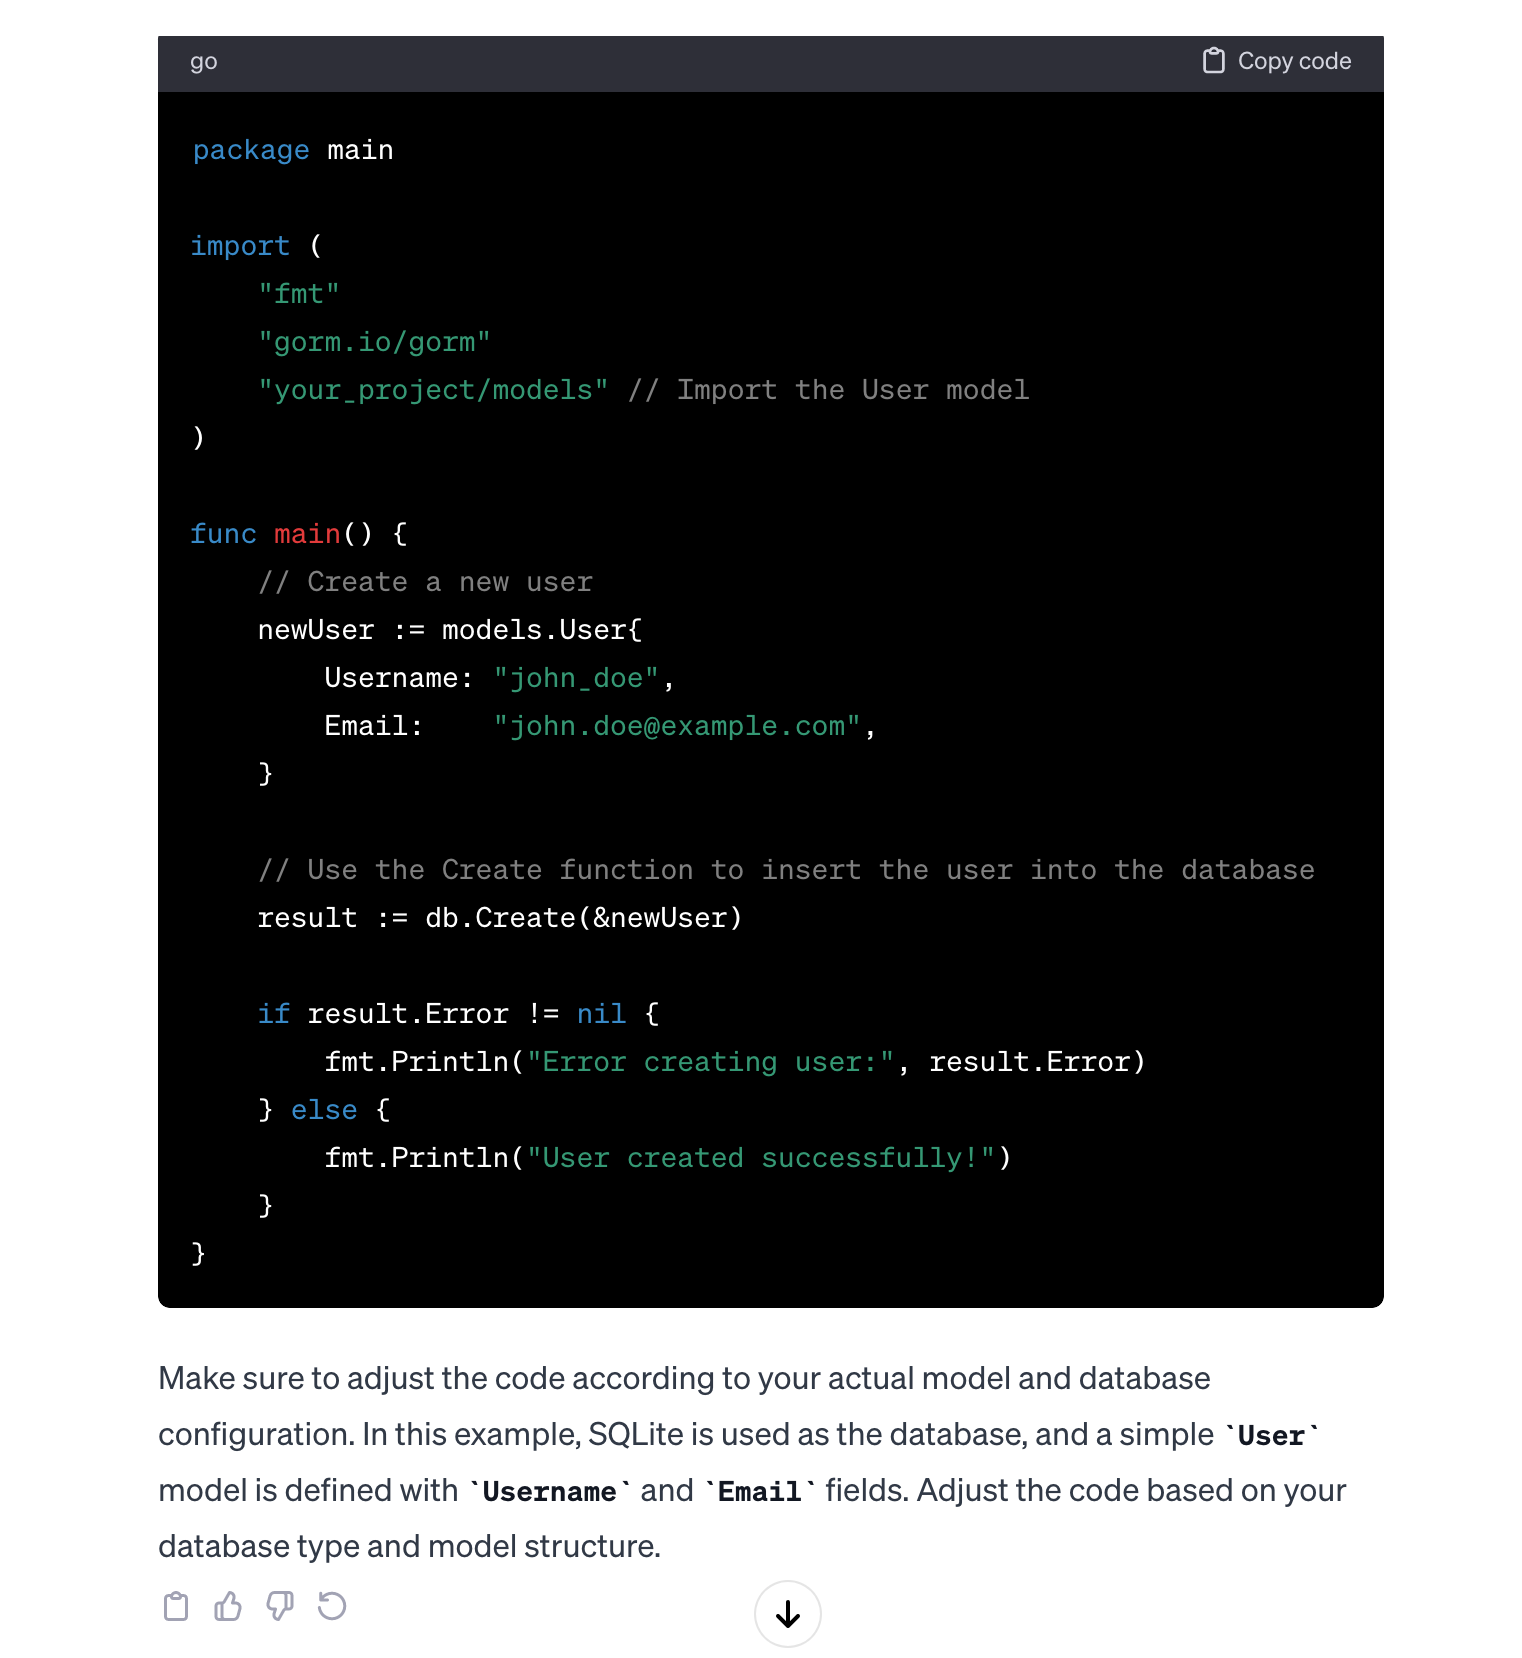 go
Copy code
package main
import (
"fmt"
"gorm.io/gorm"
"your_project/models" // Import the User model
)
func main() {
// Create a new user
newUser := models.User{
Username: "john_doe",
Email:    "john.doe@example.com",
}
// Use the Create function to insert the user into the database
result := db.Create(&newUser)
if result.Error != nil {
fmt.Println("Error creating user:", result.Error)
} else {
fmt.Println("User created successfully!")
}
}
Make sure to adjust the code according to your actual model and database
configuration. In this example, SQLite is used as the database, and a simple `User`
model is defined with `Username` and `Email` fields. Adjust the code based on your
database type and model structure.